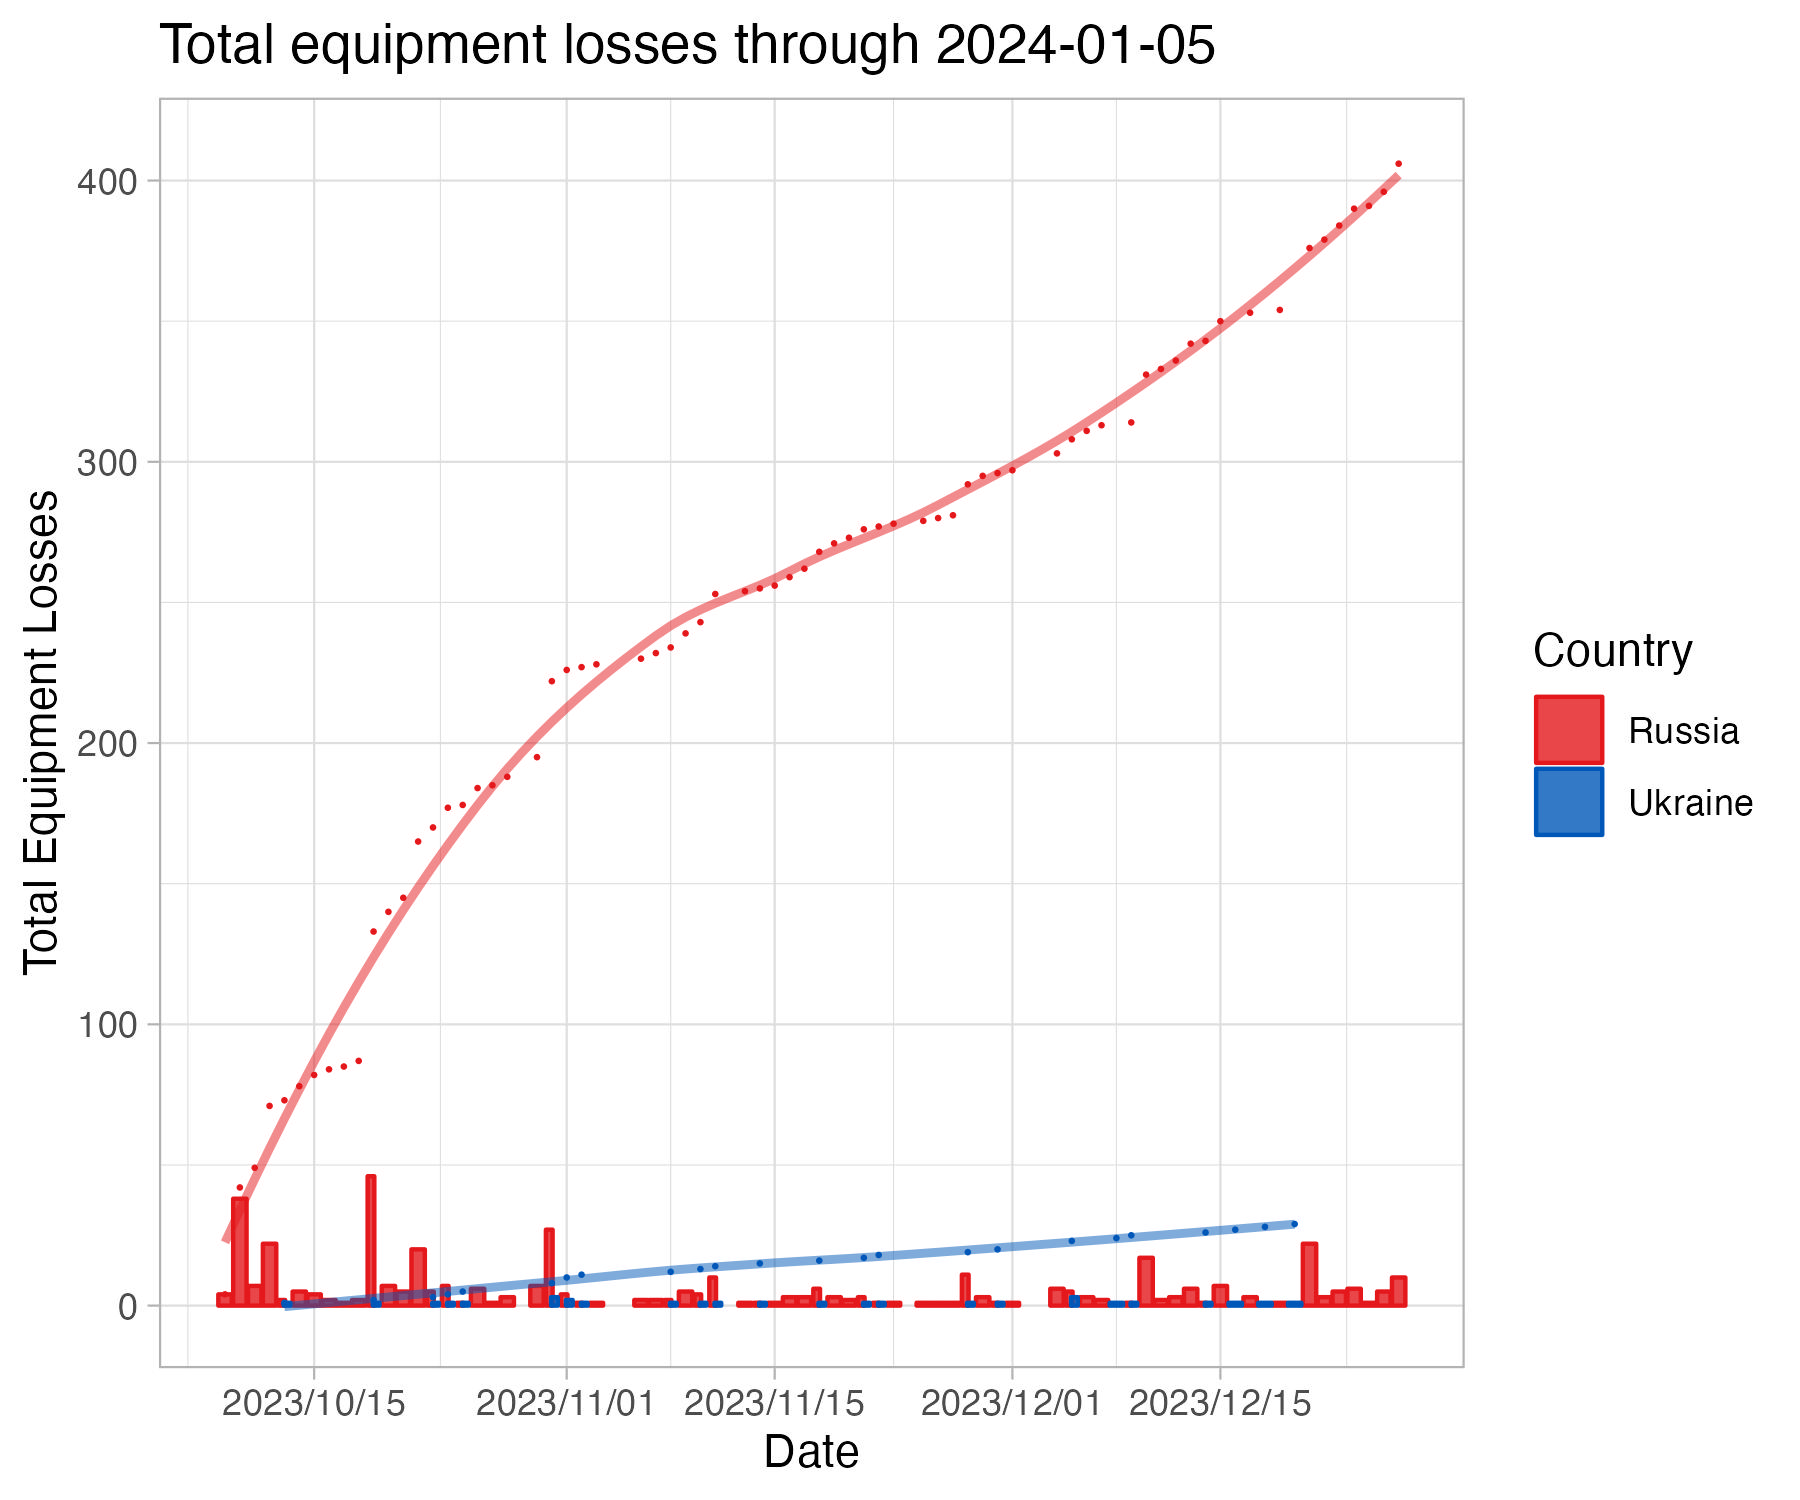 Total equipment losses through 2024-01-05
Total Equipment Losses
400
300
200
100
0
2023/10/15
2023/11/01
2023/11/15
2023/12/01
2023/12/15
Date
Country
Russia
Ukraine